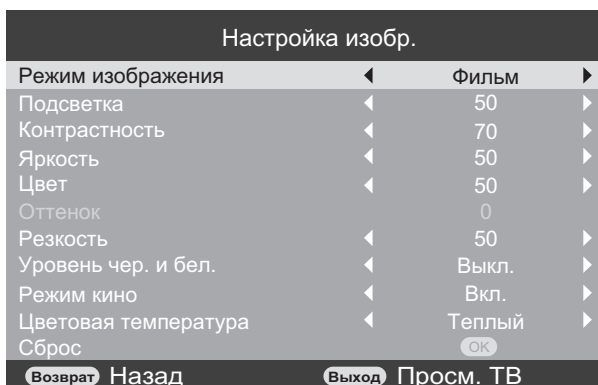 Настройка изобр.
Режим изображения Фильм
Подсветка 50
Контрастность 70
Яркость 50
Цвет 50
Оттенок 0
Резкость 50
Уровень чер. и бел. Выкл.
Режим кино Вкл.
Цветовая температура Теплый
Сброс OK
Возврат Назад Выход Просм. ТВ